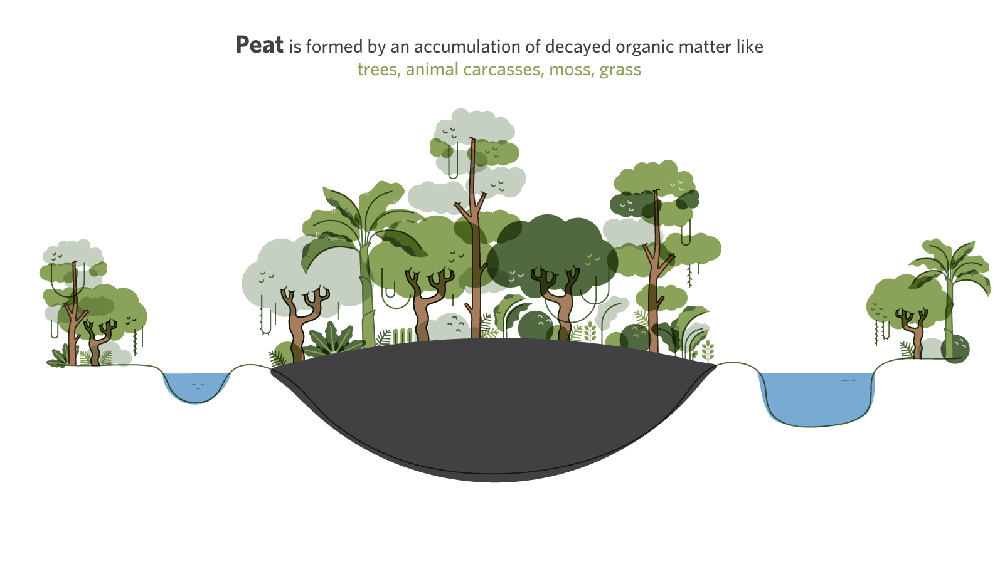 Peat is formed by an accumulation of decayed organic matter like
trees, animal carcasses, moss, grass